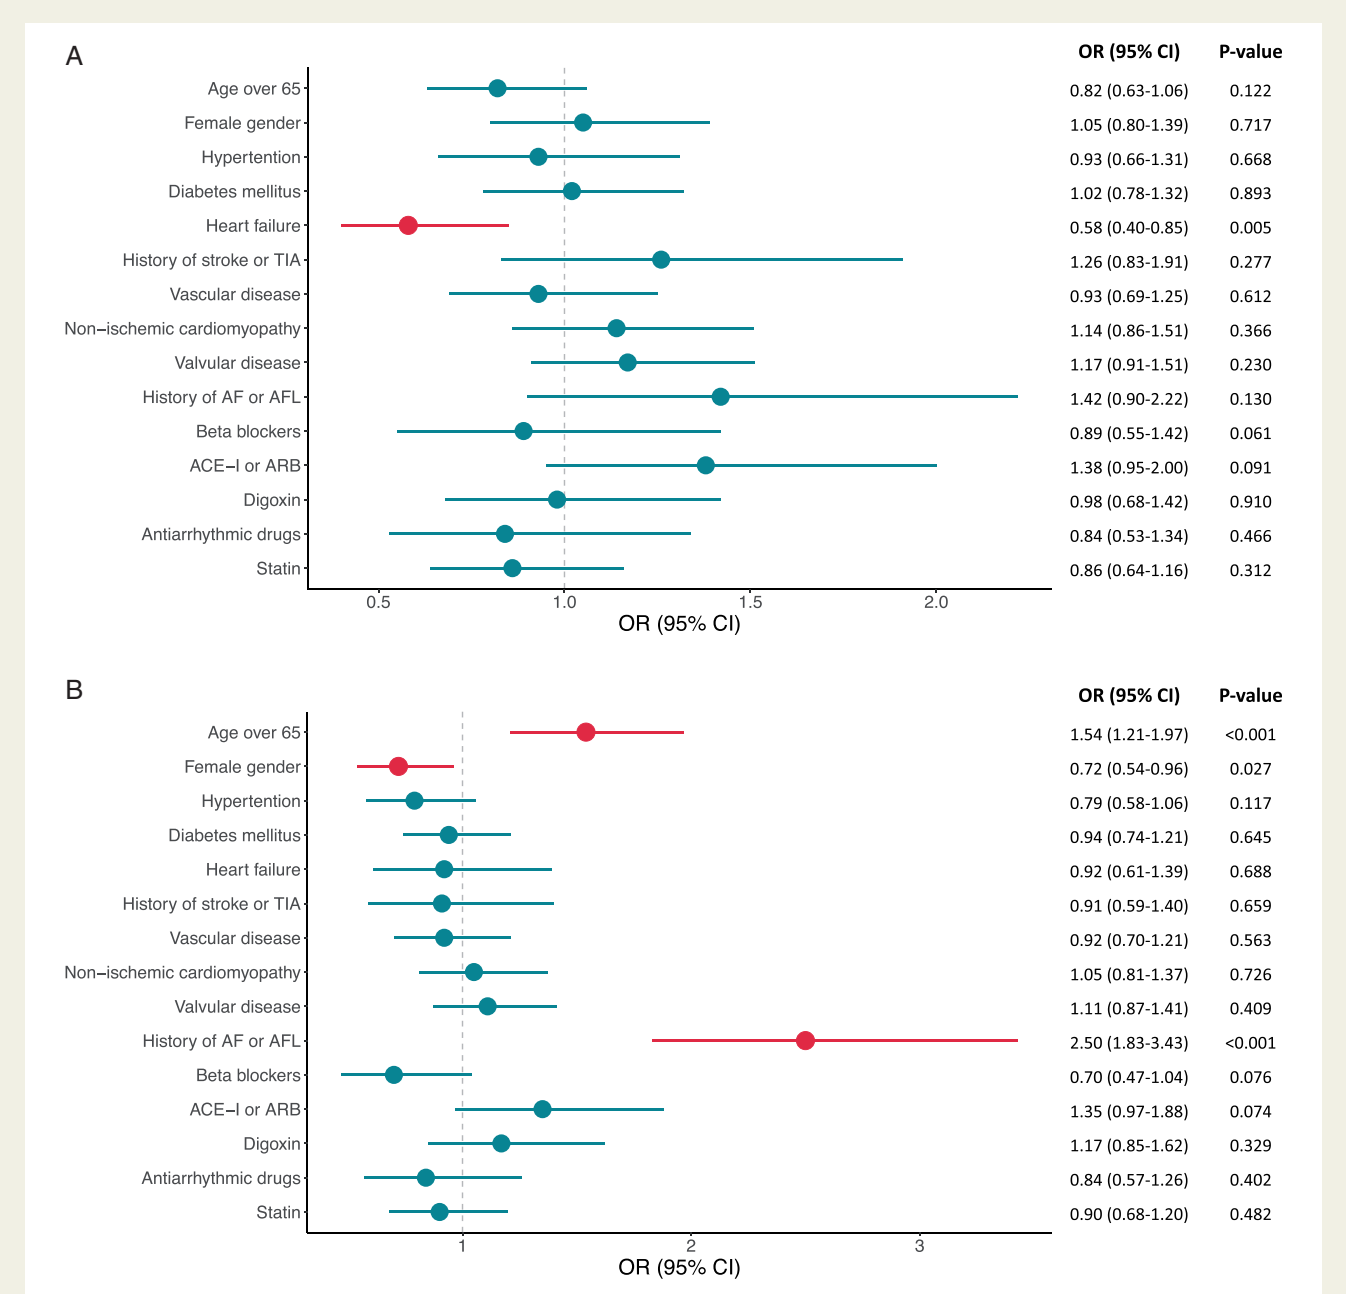 A
OR (95% CI) P-value
Age over 65 0.82 (0.63-1.06) 0.122
Female gender 1.05 (0.80-1.39) 0.717
Hypertention 0.93 (0.66-1.31) 0.668
Diabetes mellitus 1.02 (0.78-1.32) 0.893
Heart failure 0.58 (0.40-0.85) 0.005
History of stroke or TIA 1.26 (0.83-1.91) 0.277
Vascular disease 0.93 (0.69-1.25) 0.612
Non−ischemic cardiomyopathy 1.14 (0.86-1.51) 0.366
Valvular disease 1.17 (0.91-1.51) 0.230
History of AF or AFL 1.42 (0.90-2.22) 0.130
Beta blockers 0.89 (0.55-1.42) 0.061
ACE−I or ARB 1.38 (0.95-2.00) 0.091
Digoxin 0.98 (0.68-1.42) 0.910
Antiarrhythmic drugs 0.84 (0.53-1.34) 0.466
Statin 0.86 (0.64-1.16) 0.312
0.5 1.0 1.5 2.0
OR (95% CI)
B
OR (95% CI) P-value
Age over 65 1.54 (1.21-1.97) <0.001
Female gender 0.72 (0.54-0.96) 0.027
Hypertention 0.79 (0.58-1.06) 0.117
Diabetes mellitus 0.94 (0.74-1.21) 0.645
Heart failure 0.92 (0.61-1.39) 0.688
History of stroke or TIA 0.91 (0.59-1.40) 0.659
Vascular disease 0.92 (0.70-1.21) 0.563
Non−ischemic cardiomyopathy 1.05 (0.81-1.37) 0.726
Valvular disease 1.11 (0.87-1.41) 0.409
History of AF or AFL 2.50 (1.83-3.43) <0.001
Beta blockers 0.70 (0.47-1.04) 0.076
ACE−I or ARB 1.35 (0.97-1.88) 0.074
Digoxin 1.17 (0.85-1.62) 0.329
Antiarrhythmic drugs 0.84 (0.57-1.26) 0.402
Statin 0.90 (0.68-1.20) 0.482
1 2 3
OR (95% CI)